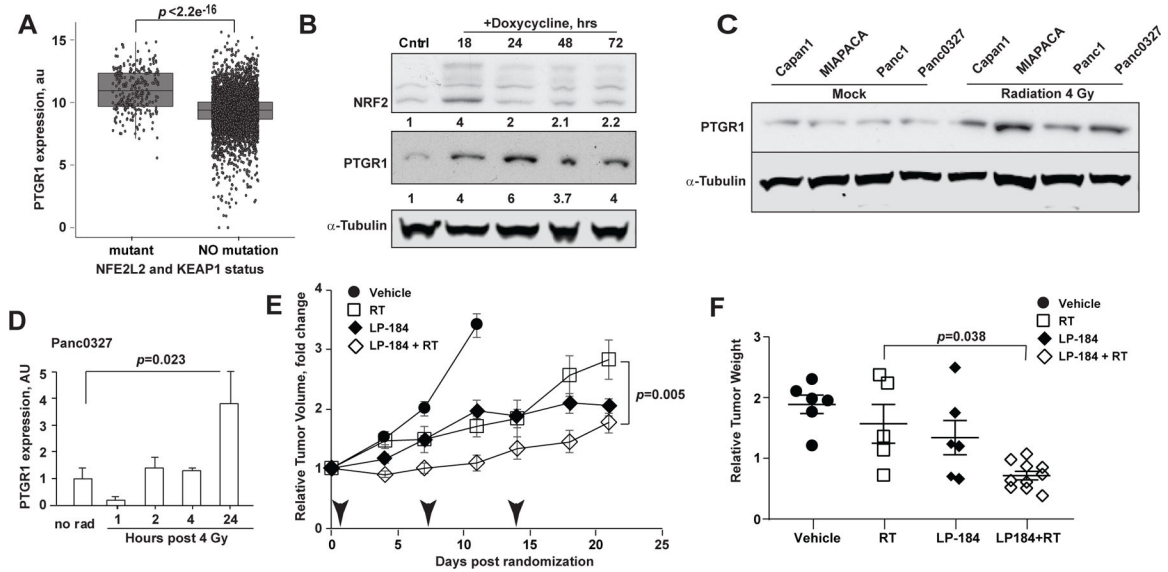 A
p<2.2e-16
PTGR1 expression, au
15
10
5
0
mutant
NO mutation
NFE2L2 and KEAP1 status
B
+Doxycycline, hrs
Cntrl
18
24
48
72
NRF2
1
4
2
2.1
2.2
PTGR1
1
4
6
3.7
4
α-Tubulin
C
Capan1
MIAPACA
Panc1
Panc0327
Capan1
MIAPACA
Panc1
Panc0327
Mock
Radiation 4 Gy
PTGR1
α-Tubulin
D
Panc0327
p=0.023
PTGR1 expression, AU
5
4
3
2
1
0
no rad
1
2
4
24
Hours post 4 Gy
E
Vehicle
RT
LP-184
LP-184 + RT
Relative Tumor Volume, fold change
4
3
2
1
0
p=0.005
0
5
10
15
20
25
Days post randomization
F
Vehicle
RT
LP-184
LP-184 + RT
p=0.038
Relative Tumor Weight
3
2
1
0
Vehicle
RT
LP-184
LP184+RT